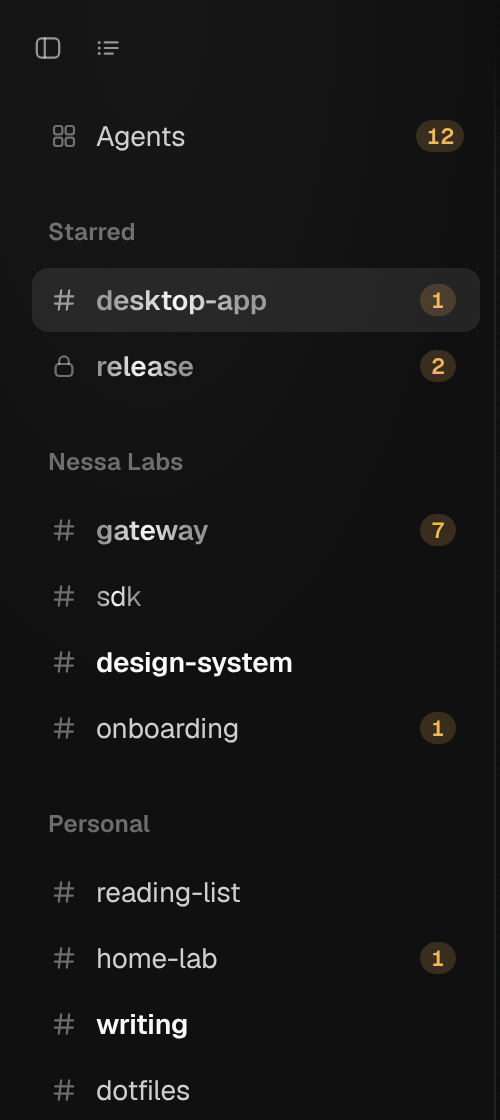 Agents 12
Starred
# desktop-app 1
release 2
Nessa Labs
# gateway 7
# sdk
# design-system
# onboarding 1
Personal
# reading-list
# home-lab 1
# writing
# dotfiles